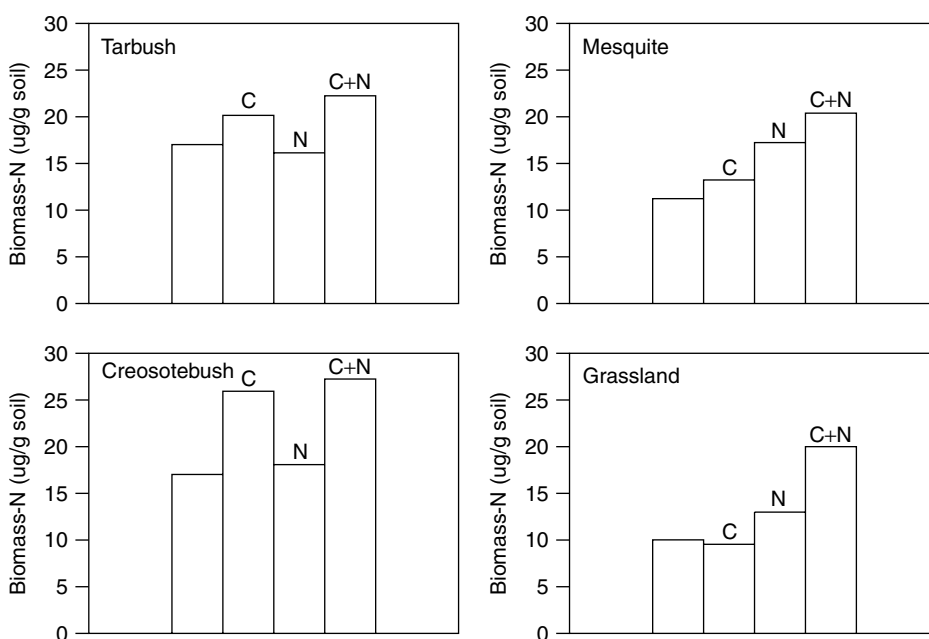 Tarbush
30
25
20
15
10
5
0
Biomass-N (ug/g soil)
C
N
C+N
Mesquite
30
25
20
15
10
5
0
Biomass-N (ug/g soil)
C
N
C+N
Creosotebush
30
25
20
15
10
5
0
Biomass-N (ug/g soil)
C
N
C+N
Grassland
30
25
20
15
10
5
0
Biomass-N (ug/g soil)
C
N
C+N